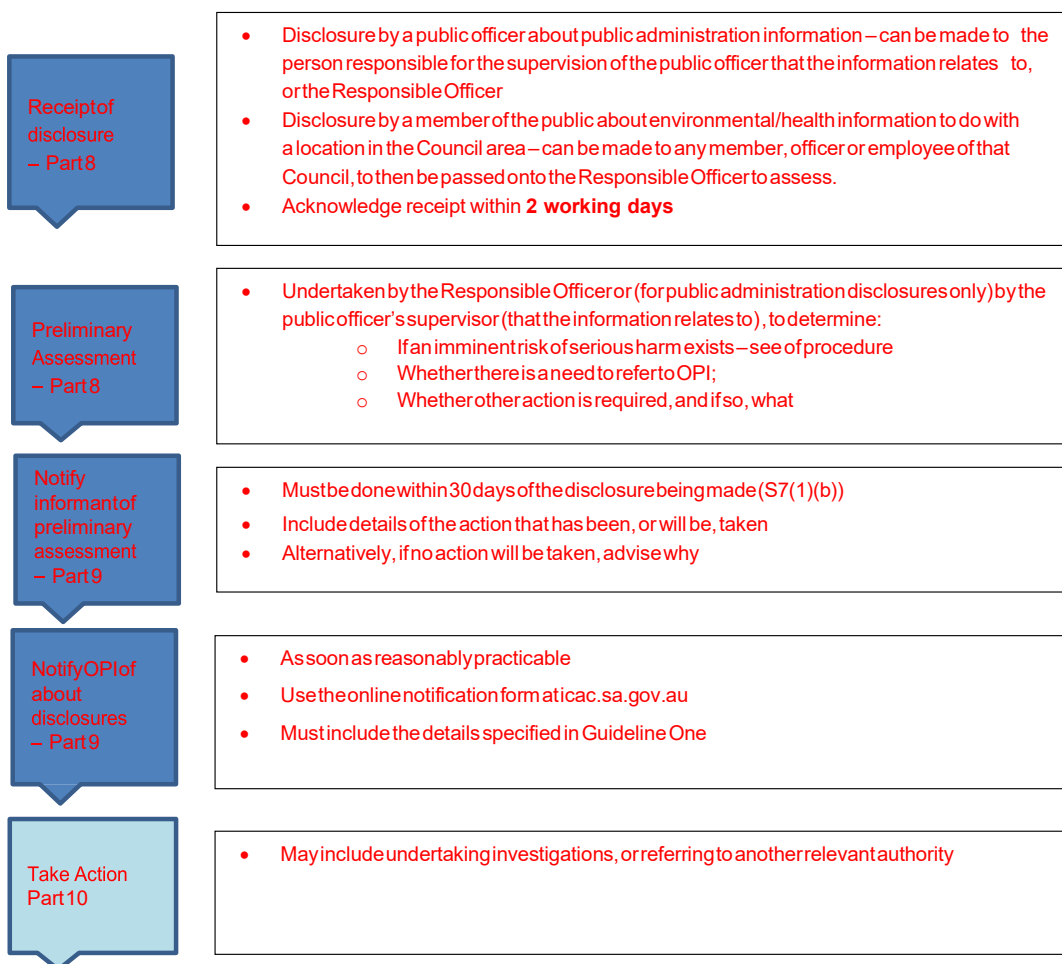 Receipt of
disclosure
– Part 8
• Disclosure by a public officer about public administration information – can be made to the
person responsible for the supervision of the public officer that the information relates to,
or the Responsible Officer
• Disclosure by a member of the public about environmental/health information to do with
a location in the Council area – can be made to any member, officer or employee of that
Council, to then be passed onto the Responsible Officer to assess.
• Acknowledge receipt within 2 working days
Preliminary
Assessment
– Part 8
• Undertaken by the Responsible Officer or (for public administration disclosures only) by the
public officer's supervisor (that the information relates to), to determine:
o If an imminent risk of serious harm exists – see of procedure
o Whether there is a need to refer to OPI;
o Whether other action is required, and if so, what
Notify
informant of
preliminary
assessment
– Part 9
• Must be done within 30 days of the disclosure being made (S7(1)(b))
• Include details of the action that has been, or will be, taken
• Alternatively, if no action will be taken, advise why
Notify OPI of
about
disclosures
– Part 9
• As soon as reasonably practicable
• Use the online notification form at icac.sa.gov.au
• Must include the details specified in Guideline One
Take Action
Part 10
• May include undertaking investigations, or referring to another relevant authority